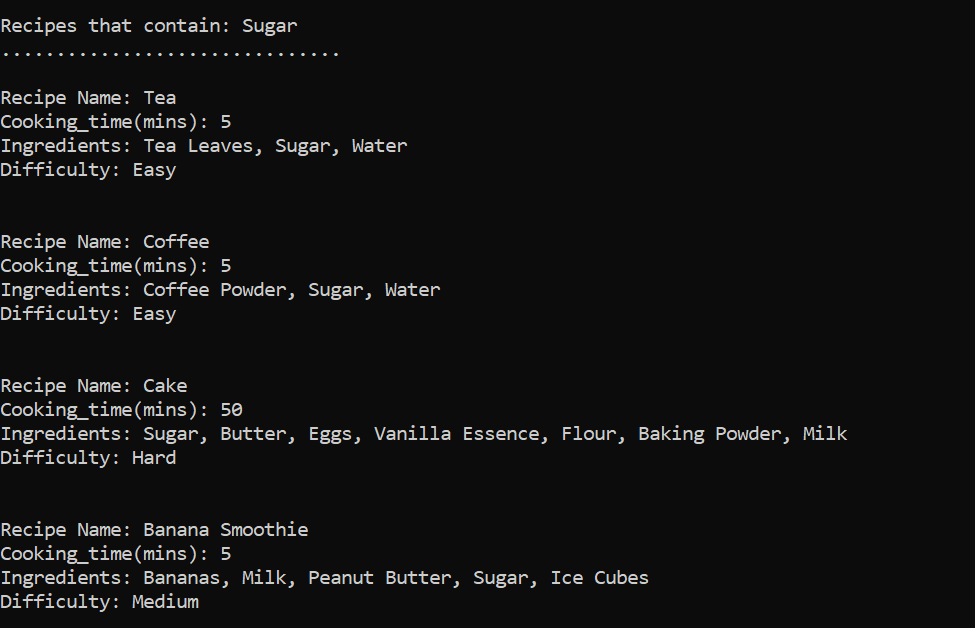 Recipes that contain: Sugar
...............................
Recipe Name: Tea
Cooking_time(mins): 5
Ingredients: Tea Leaves, Sugar, Water
Difficulty: Easy
Recipe Name: Coffee
Cooking_time(mins): 5
Ingredients: Coffee Powder, Sugar, Water
Difficulty: Easy
Recipe Name: Cake
Cooking_time(mins): 50
Ingredients: Sugar, Butter, Eggs, Vanilla Essence, Flour, Baking Powder, Milk
Difficulty: Hard
Recipe Name: Banana Smoothie
Cooking_time(mins): 5
Ingredients: Bananas, Milk, Peanut Butter, Sugar, Ice Cubes
Difficulty: Medium